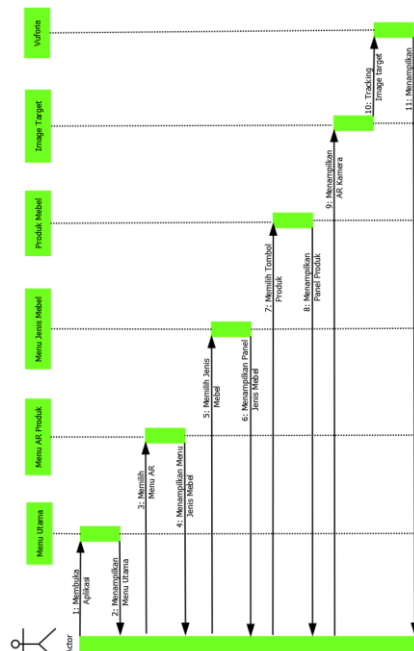 Actor
Menu Utama
Menu AR Produk
Menu Jenis Mebel
Produk Mebel
Image Target
Vuforia
1: Membuka
Aplikasi
2: Menampilkan
Menu Utama
3: Memilih
Menu AR
4: Menampilkan Menu
Jenis Mebel
5: Memilih Jenis
Mebel
6: Menampilkan Panel
Jenis Mebel
7: Memilih Tombol
Produk
8: Menampilkan
Panel Produk
9: Menampilkan
AR Kamera
10: Tracking
Image target
11: Menampilkan